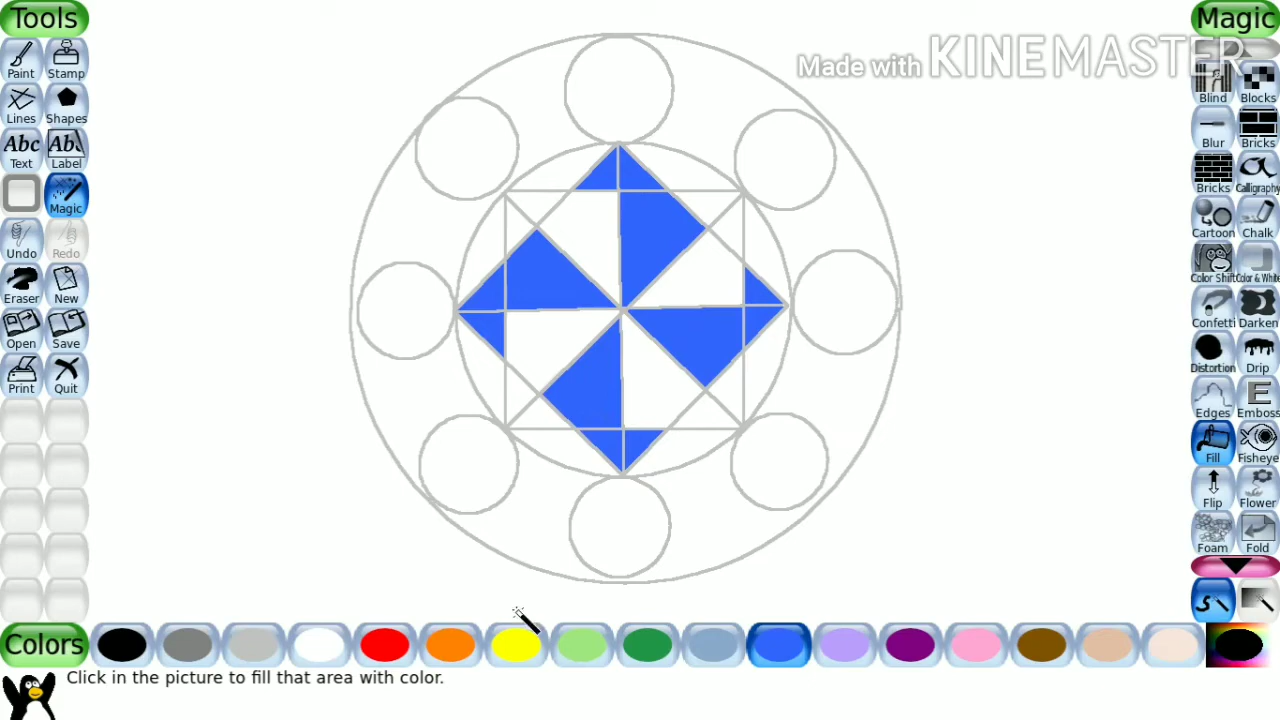 Tools
Magic
Made with KINEMASTER
Paint
Stamp
Lines
Shapes
Abc
Abc
Text
Label
Magic
Undo
Redo
Eraser
New
Open
Save
Print
Quit
Blind
Blocks
Blur
Bricks
Bricks
Calligraphy
Cartoon
Chalk
Color Shift
Color & White
Confetti
Darken
Distortion
Drip
Edges
Emboss
Fill
Fisheye
Flip
Flower
Foam
Fold
Colors
Click in the picture to fill that area with color.